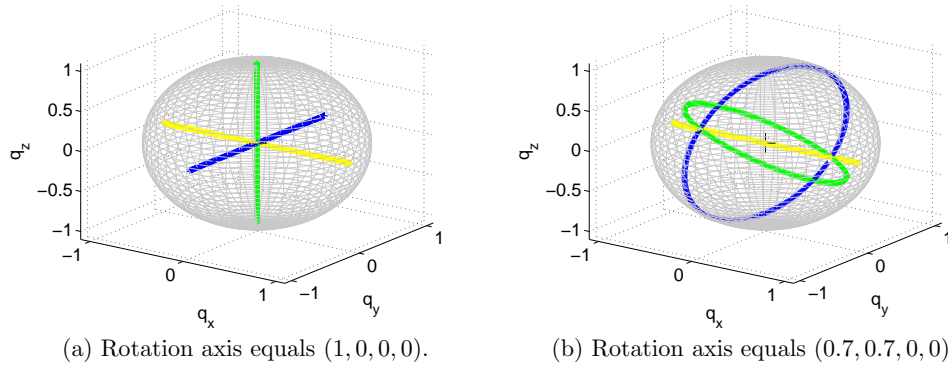 1
0.5
0
−0.5
−1
q_z
−1
0
1
q_x
−1
0
1
q_y
(a) Rotation axis equals (1, 0, 0, 0).
1
0.5
0
−0.5
−1
q_z
−1
0
1
q_x
−1
0
1
q_y
(b) Rotation axis equals (0.7, 0.7, 0, 0)